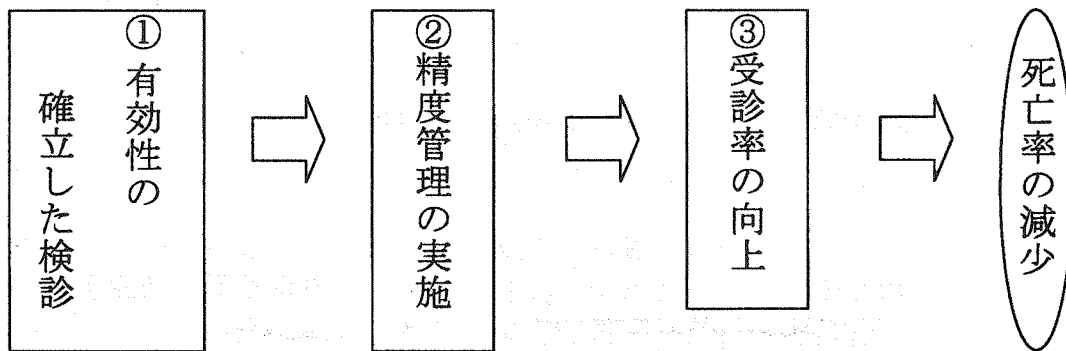 ① 有効性の
確立した検診
②精度管理の実施
③受診率の向上
死亡率の減少